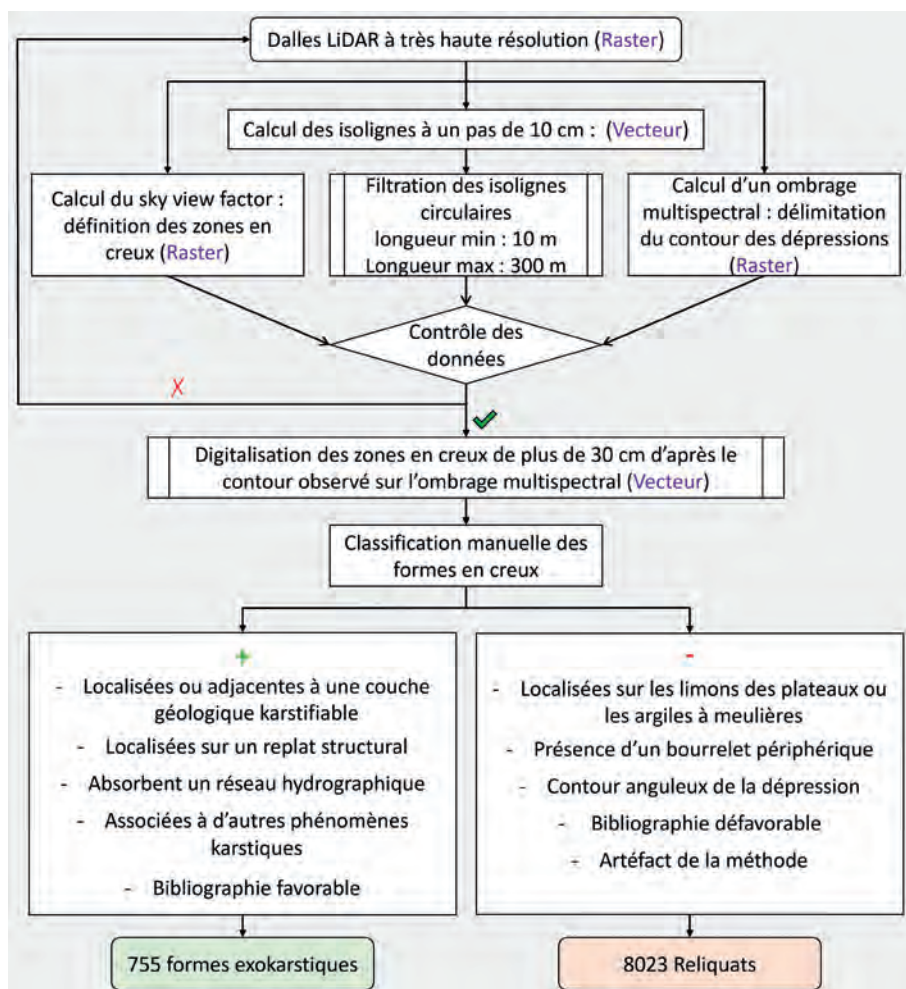 Dalles LiDAR à très haute résolution (Raster)
Calcul des isolignes à un pas de 10 cm : (Vecteur)
Calcul du sky view factor :
définition des zones en
creux (Raster)
Filtration des isolignes
circulaires
longueur min : 10 m
Longueur max : 300 m
Calcul d'un ombrage
multispectral : délimitation
du contour des dépressions
(Raster)
Contrôle des
données
Digitalisation des zones en creux de plus de 30 cm d'après le
contour observé sur l'ombrage multispectral (Vecteur)
Classification manuelle des
formes en creux
+
- Localisées ou adjacentes à une couche
géologique karstifiable
- Localisées sur un replat structural
- Absorbent un réseau hydrographique
- Associées à d'autres phénomènes
karstiques
- Bibliographie favorable
-
- Localisées sur les limons des plateaux ou
les argiles à meulières
- Présence d'un bourrelet périphérique
- Contour anguleux de la dépression
- Bibliographie défavorable
- Artéfact de la méthode
755 formes exokarstiques
8023 Reliquats